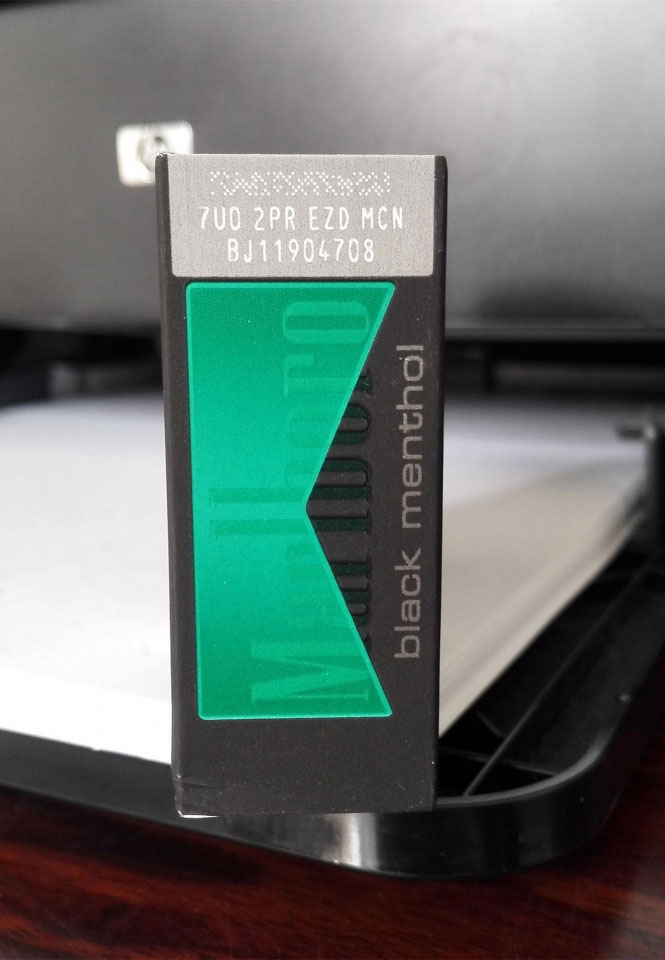 7U0 2PR EZD MCN
BJ11904708
Marlboro
black menthol